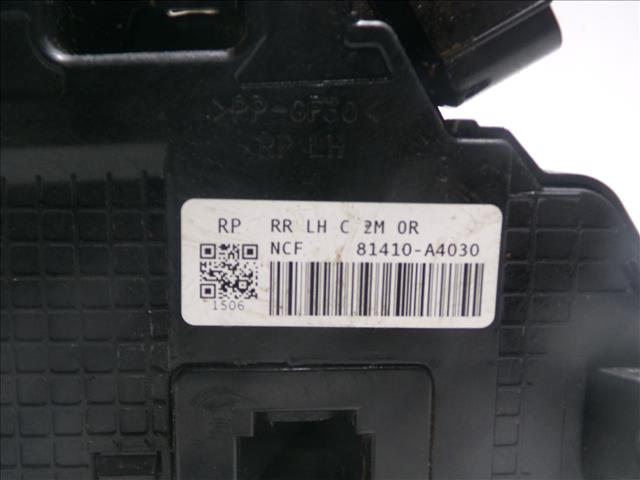 >PP-GF30<
RP LH
RP RR LH C 2M 0R
NCF 81410-A4030
1506